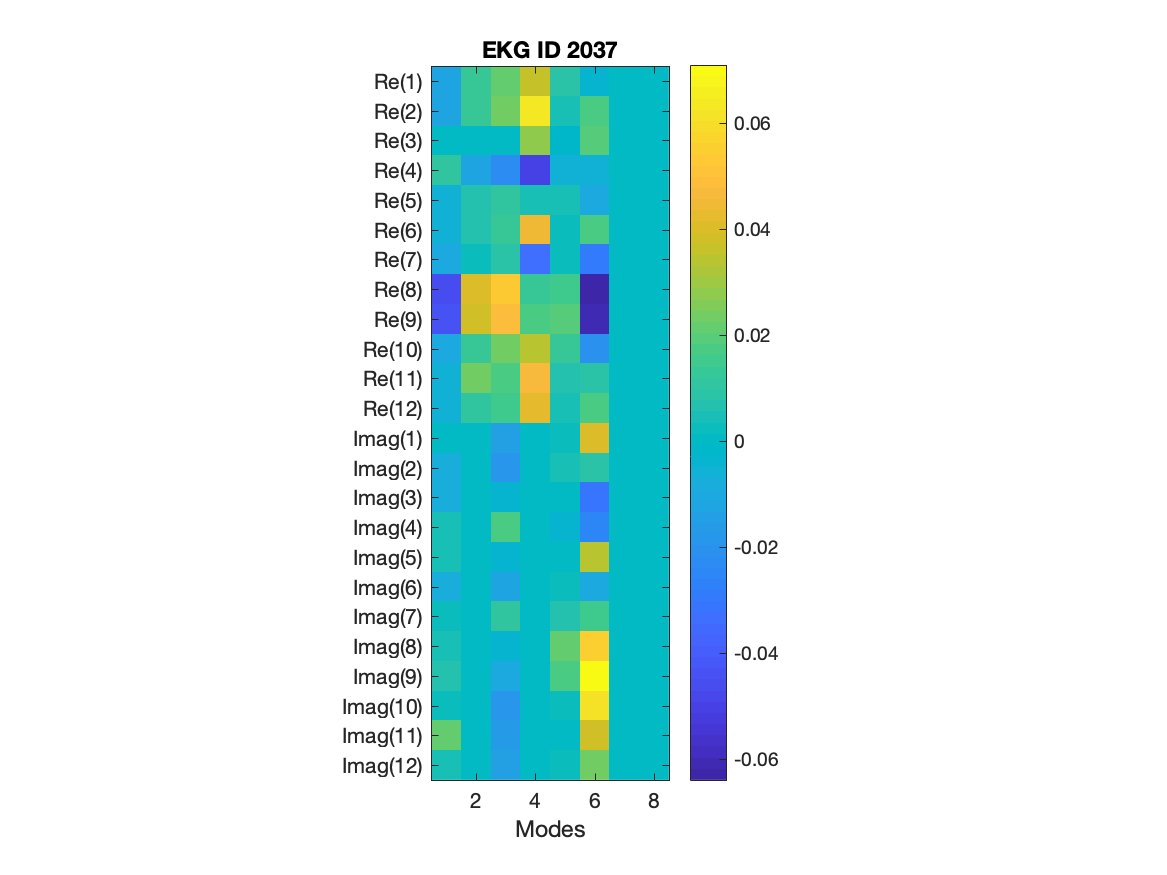 EKG ID 2037
Re(1)
Re(2)
Re(3)
Re(4)
Re(5)
Re(6)
Re(7)
Re(8)
Re(9)
Re(10)
Re(11)
Re(12)
Imag(1)
Imag(2)
Imag(3)
Imag(4)
Imag(5)
Imag(6)
Imag(7)
Imag(8)
Imag(9)
Imag(10)
Imag(11)
Imag(12)
2 4 6 8
Modes
0.06
0.04
0.02
0
-0.02
-0.04
-0.06